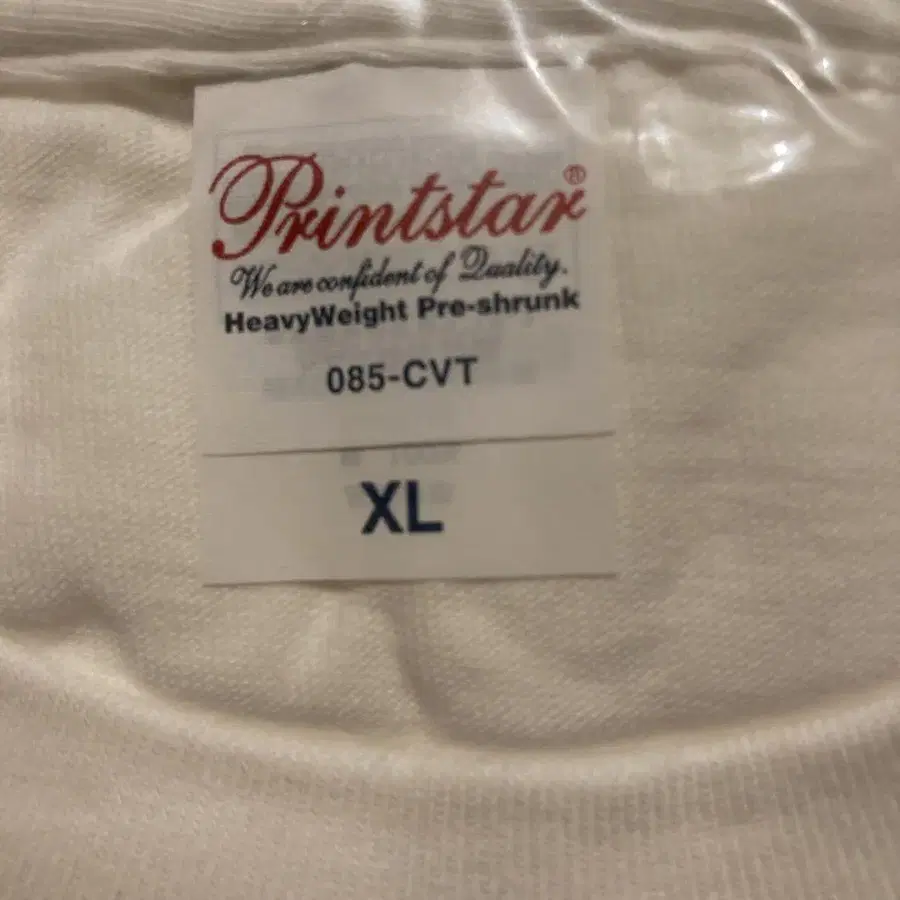 Printstar®
We are confident of Quality.
HeavyWeight Pre-shrunk
085-CVT
XL